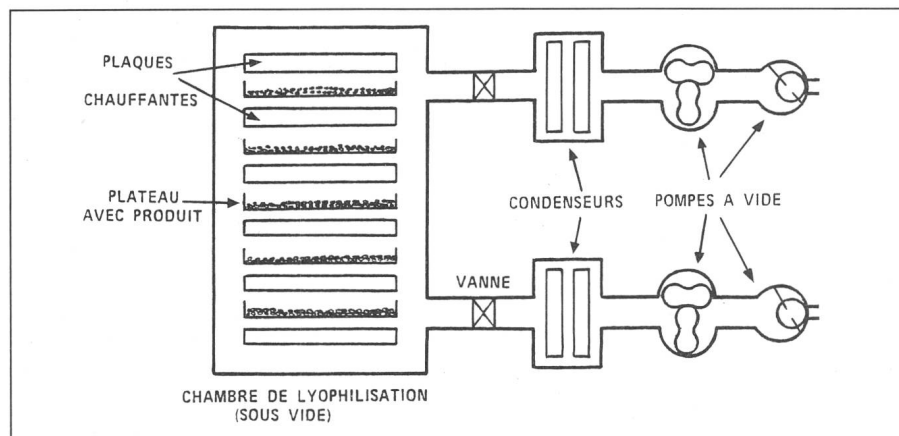 PLAQUES
CHAUFFANTES
PLATEAU
AVEC PRODUIT
CONDENSEURS
POMPES A VIDE
VANNE
CHAMBRE DE LYOPHILISATION
(SOUS VIDE)